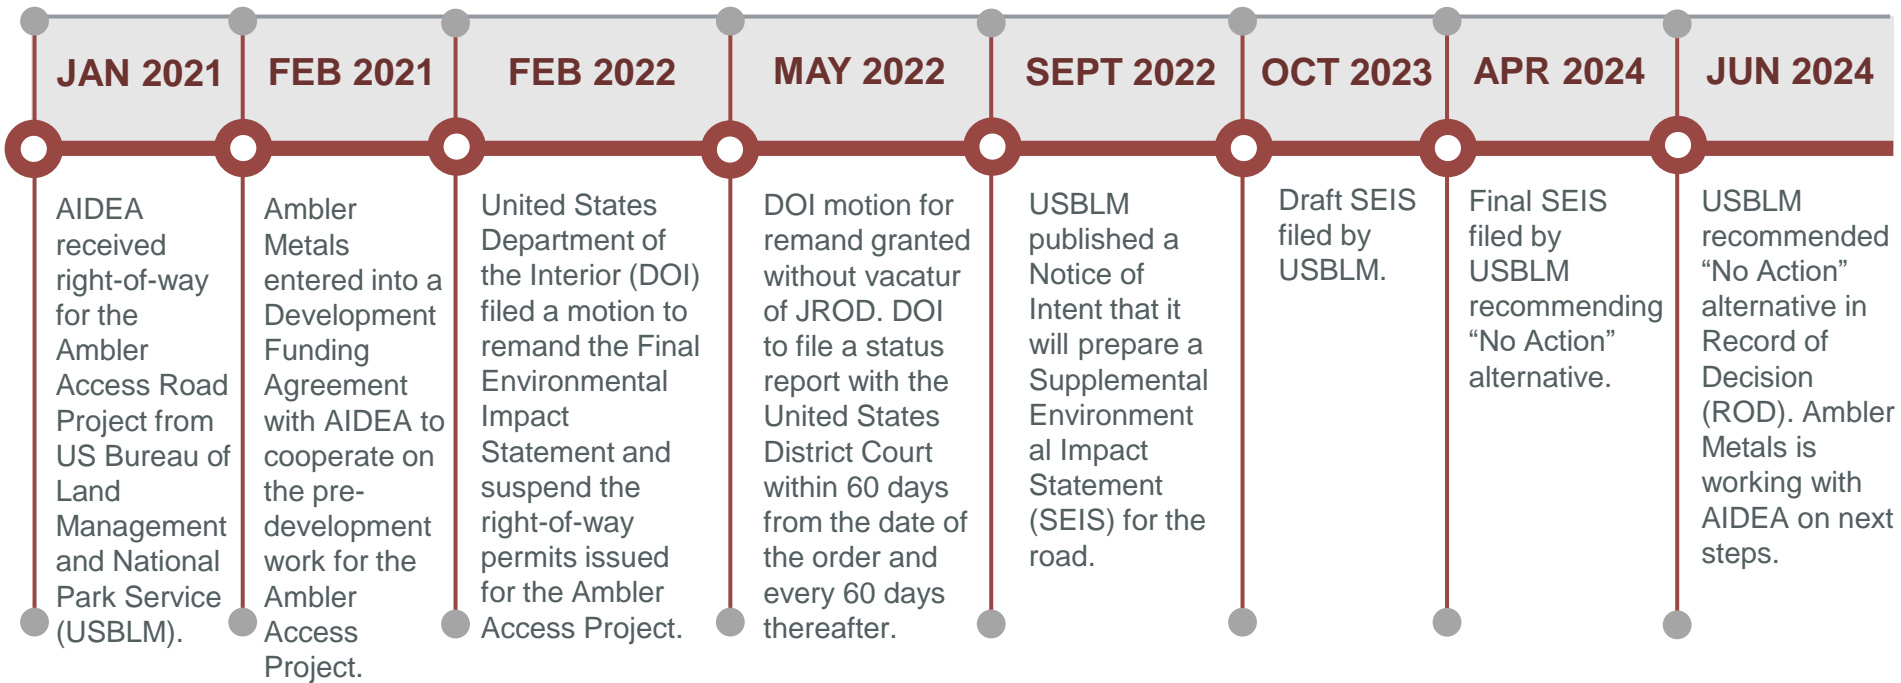 JAN 2021
AIDEA
received
right-of-way
for the
Ambler
Access Road
Project from
US Bureau of
Land
Management
and National
Park Service
(USBLM).
FEB 2021
Ambler
Metals
entered into a
Development
Funding
Agreement
with AIDEA to
cooperate on
the pre-
development
work for the
Ambler
Access
Project.
FEB 2022
United States
Department of
the Interior (DOI)
filed a motion to
remand the Final
Environmental
Impact
Statement and
suspend the
right-of-way
permits issued
for the Ambler
Access Project.
MAY 2022
DOI motion for
remand granted
without vacatur
of JROD. DOI
to file a status
report with the
United States
District Court
within 60 days
from the date of
the order and
every 60 days
thereafter.
SEPT 2022
USBLM
published a
Notice of
Intent that it
will prepare a
Supplemental
Environment
al Impact
Statement
(SEIS) for the
road.
OCT 2023
Draft SEIS
filed by
USBLM.
APR 2024
Final SEIS
filed by
USBLM
recommending
“No Action”
alternative.
JUN 2024
USBLM
recommended
“No Action”
alternative in
Record of
Decision
(ROD). Ambler
Metals is
working with
AIDEA on next
steps.